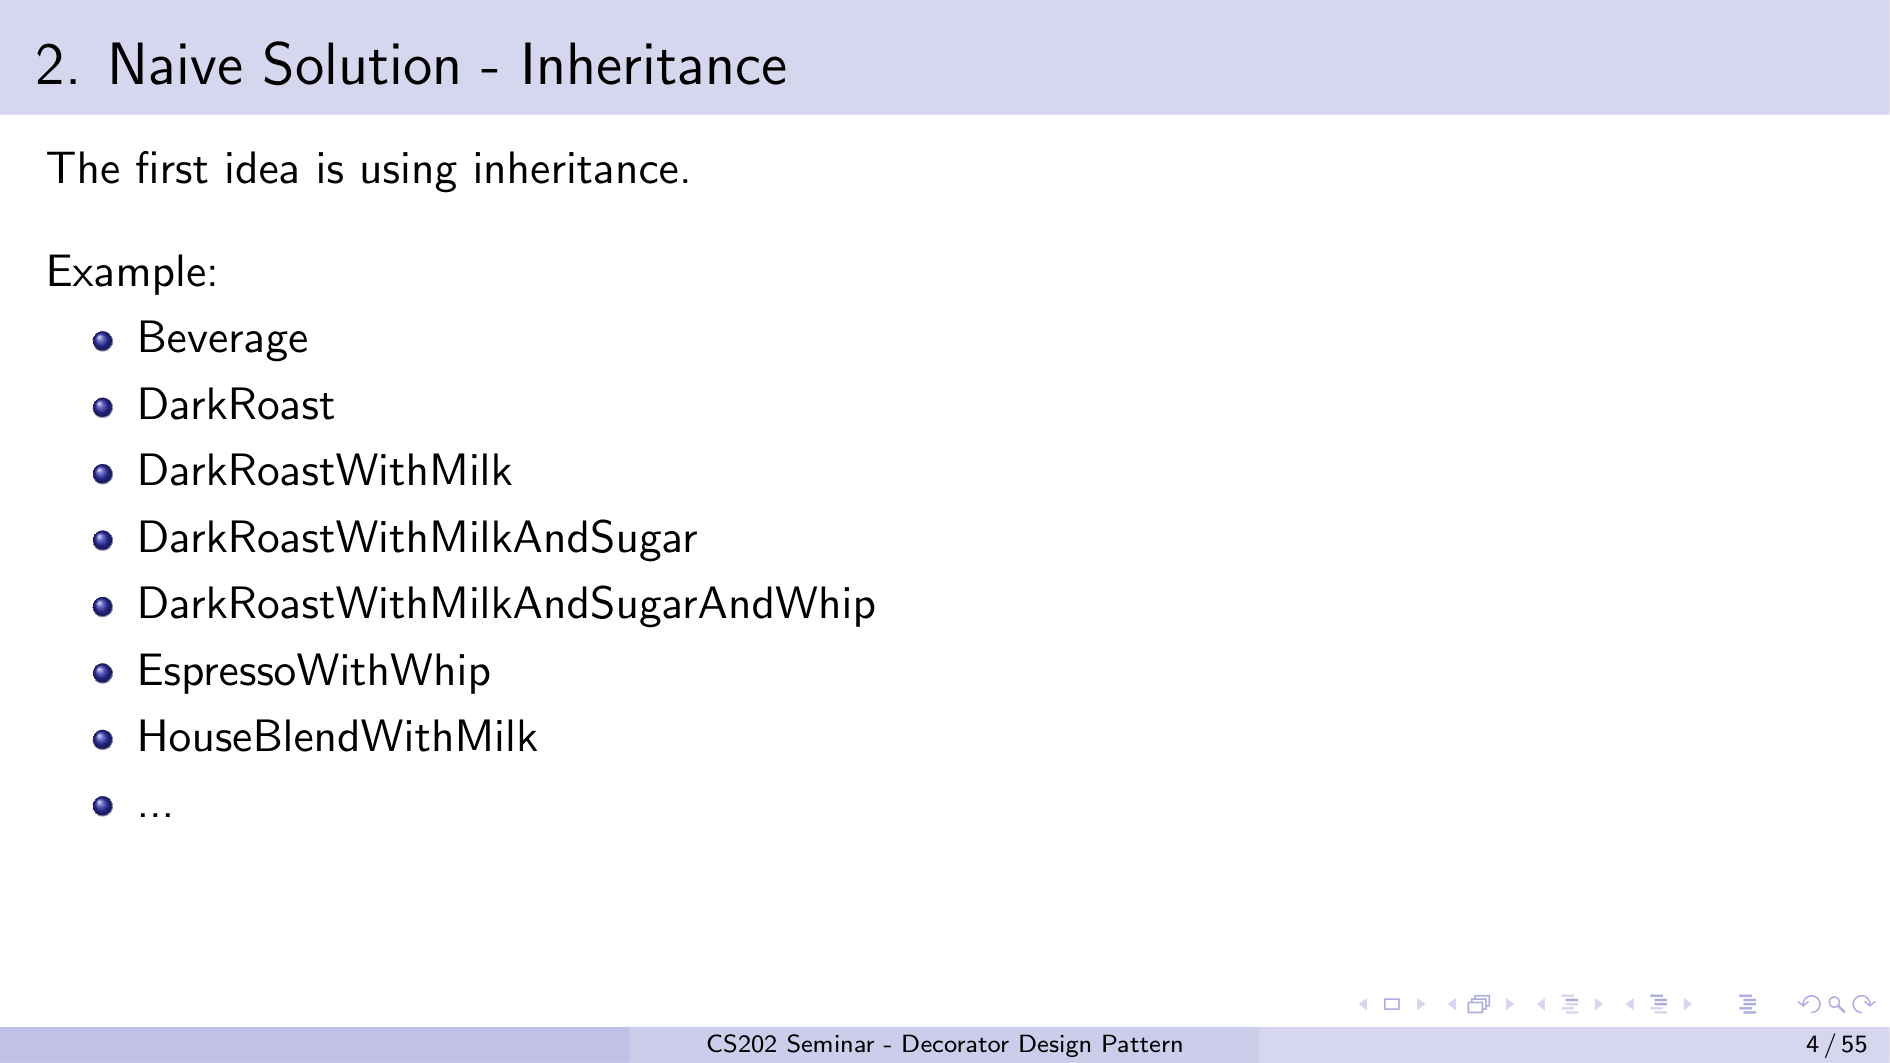 2. Naive Solution - Inheritance
The first idea is using inheritance.
Example:
Beverage
DarkRoast
DarkRoastWithMilk
DarkRoastWithMilkAndSugar
DarkRoastWithMilkAndSugarAndWhip
EspressoWithWhip
HouseBlendWithMilk
...
CS202 Seminar - Decorator Design Pattern
4 / 55